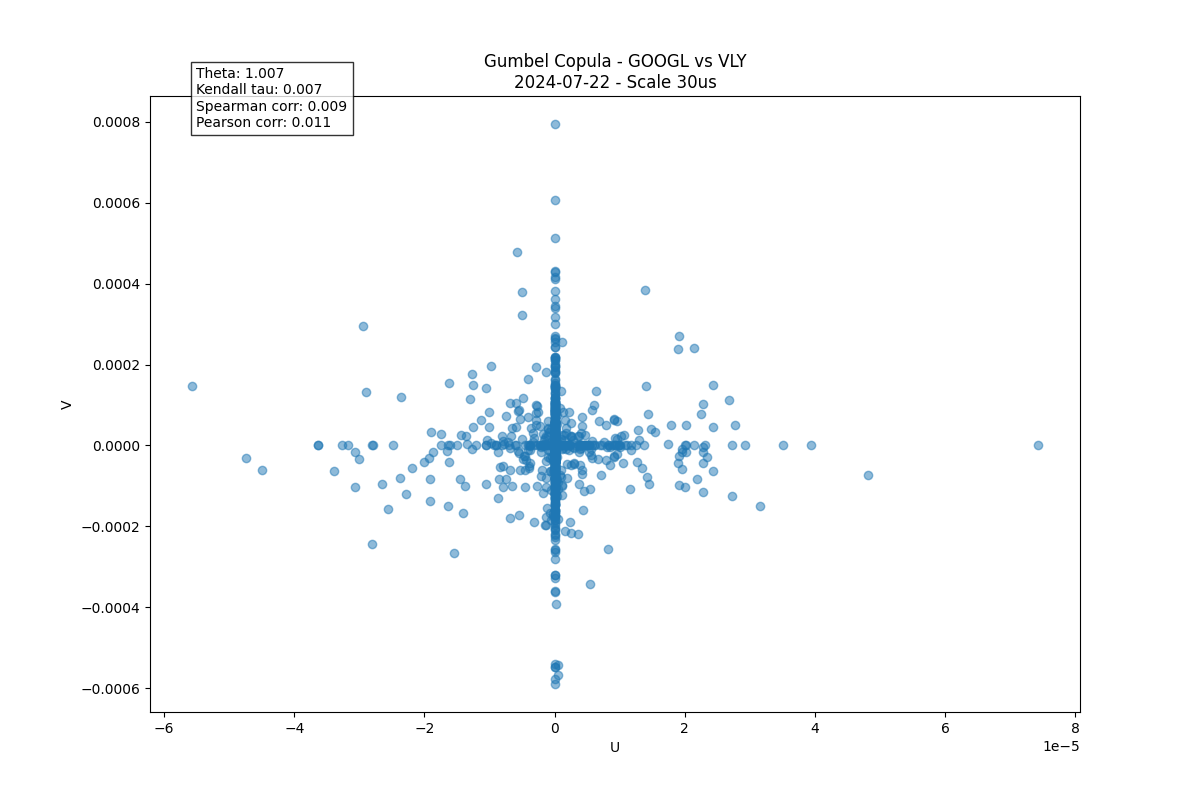 Gumbel Copula - GOOGL vs VLY
2024-07-22 - Scale 30us
Theta: 1.007
Kendall tau: 0.007
Spearman corr: 0.009
Pearson corr: 0.011
0.0008
0.0006
0.0004
0.0002
0.0000
−0.0002
−0.0004
−0.0006
V
−6
−4
−2
0
2
4
6
8
1e−5
U